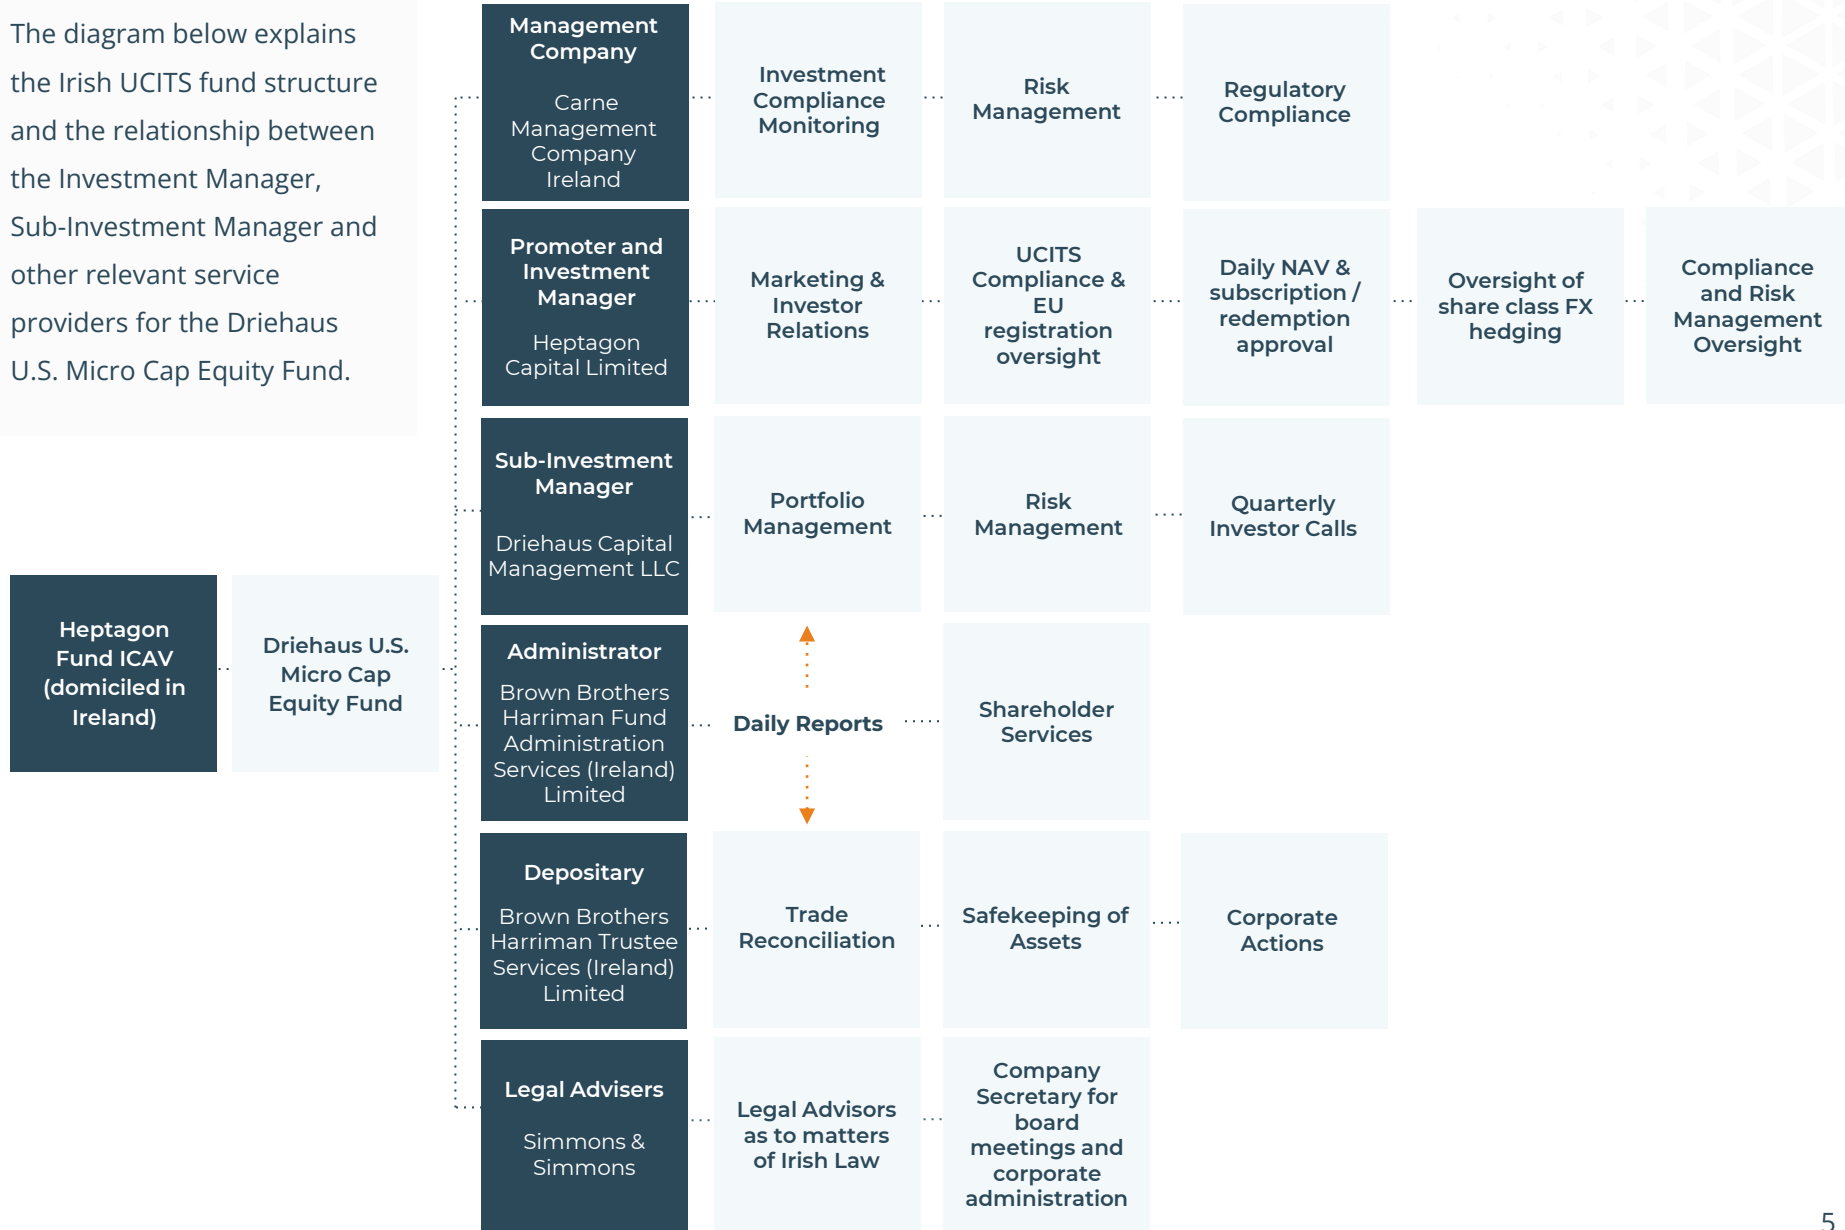 The diagram below explains
the Irish UCITS fund structure
and the relationship between
the Investment Manager,
Sub-Investment Manager and
other relevant service
providers for the Driehaus
U.S. Micro Cap Equity Fund.
Heptagon
Fund ICAV
(domiciled in
Ireland)
Driehaus U.S.
Micro Cap
Equity Fund
Management
Company
Carne
Management
Company
Ireland
Investment
Compliance
Monitoring
Risk
Management
Regulatory
Compliance
Promoter and
Investment
Manager
Heptagon
Capital Limited
Marketing &
Investor
Relations
UCITS
Compliance &
EU
registration
oversight
Daily NAV &
subscription /
redemption
approval
Oversight of
share class FX
hedging
Compliance
and Risk
Management
Oversight
Sub-Investment
Manager
Driehaus Capital
Management LLC
Portfolio
Management
Risk
Management
Quarterly
Investor Calls
Administrator
Brown Brothers
Harriman Fund
Administration
Services (Ireland)
Limited
Daily Reports
Shareholder
Services
Depositary
Brown Brothers
Harriman Trustee
Services (Ireland)
Limited
Trade
Reconciliation
Safekeeping of
Assets
Corporate
Actions
Legal Advisers
Simmons &
Simmons
Legal Advisors
as to matters
of Irish Law
Company
Secretary for
board
meetings and
corporate
administration
5